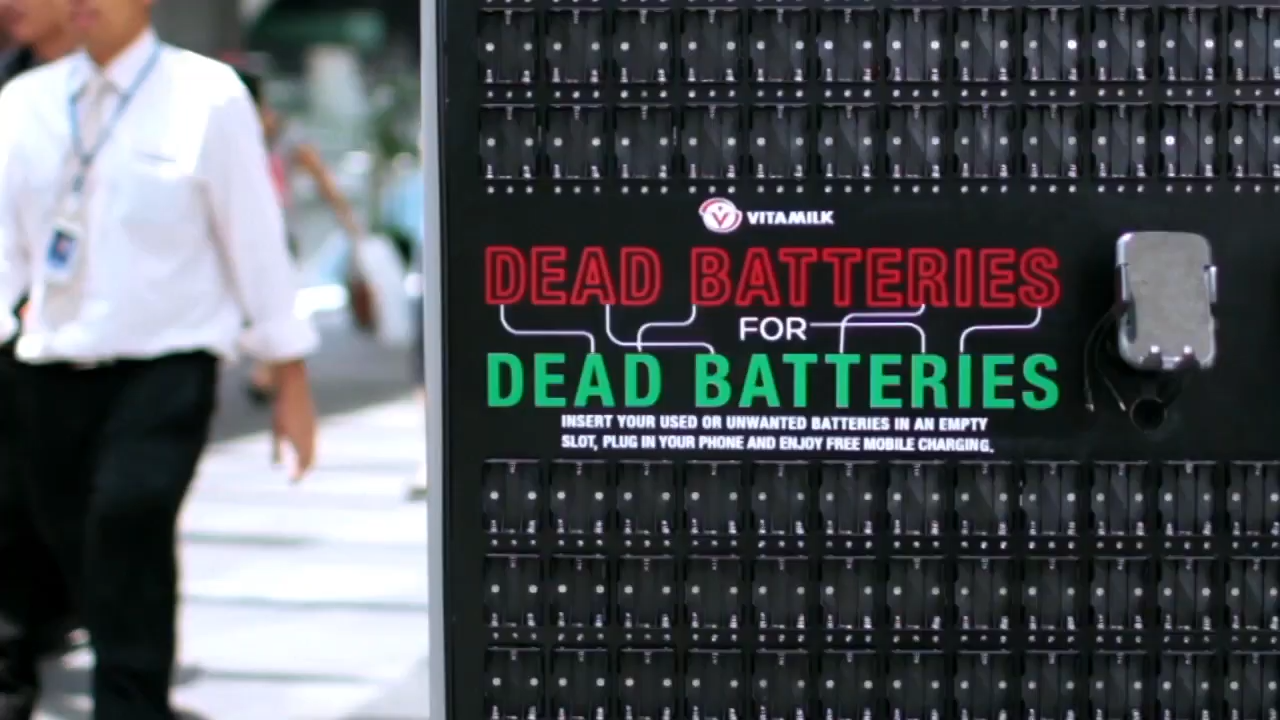 VITAMILK
DEAD BATTERIES
FOR
DEAD BATTERIES
INSERT YOUR USED OR UNWANTED BATTERIES IN AN EMPTY
SLOT, PLUG IN YOUR PHONE AND ENJOY FREE MOBILE CHARGING.